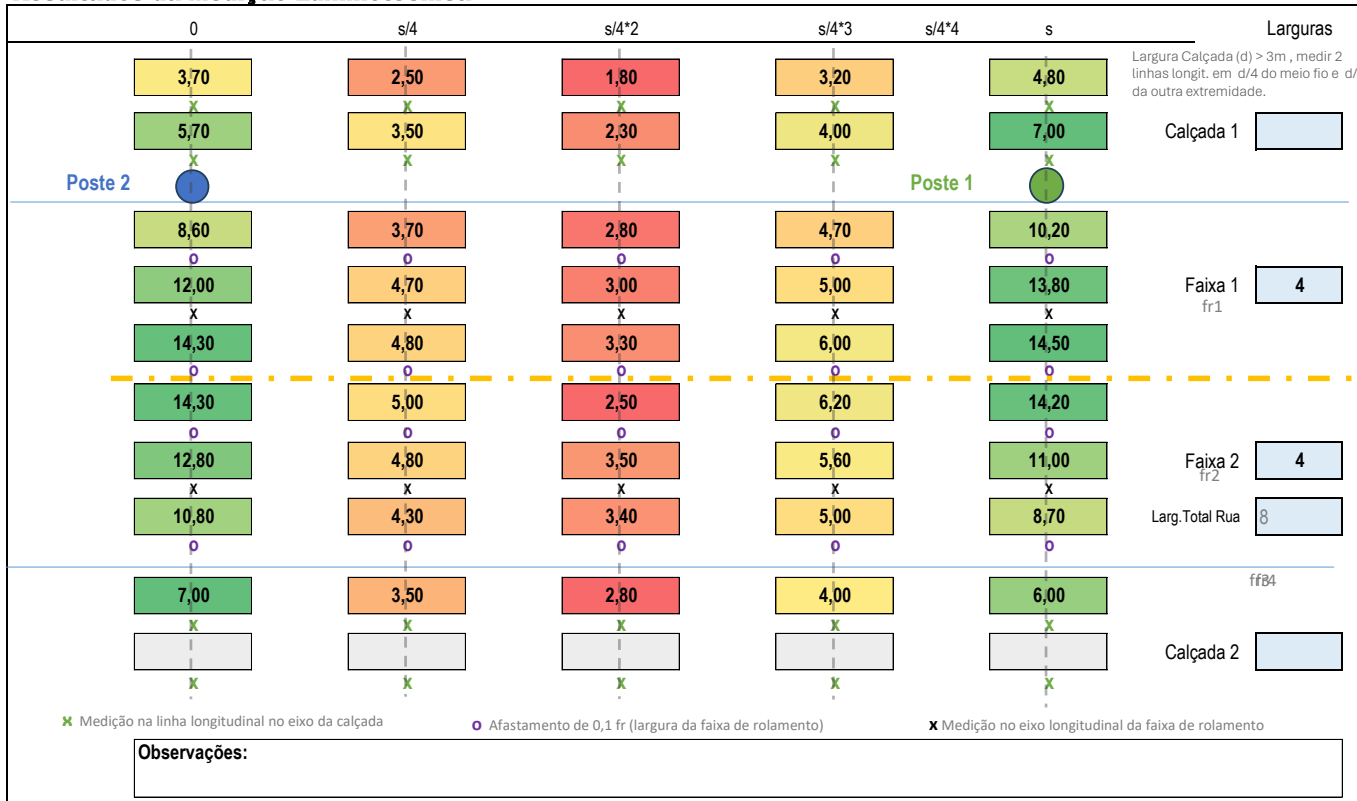 0 s/4 s/4*2 s/4*3 s/4*4 s Larguras
Largura Calçada (d) > 3m , medir 2
linhas longit. em d/4 do meio fio e d/
da outra extremidade.
3,70 2,50 1,80 3,20 4,80
x x x x x
5,70 3,50 2,30 4,00 7,00 Calçada 1
x x x x x
Poste 2 Poste 1
8,60 3,70 2,80 4,70 10,20
o o o o o
12,00 4,70 3,00 5,00 13,80 Faixa 1 4
fr1
x x x x x
14,30 4,80 3,30 6,00 14,50
o o o o o
14,30 5,00 2,50 6,20 14,20
o o o o o
12,80 4,80 3,50 5,60 11,00 Faixa 2 4
fr2
x x x x x
10,80 4,30 3,40 5,00 8,70 Larg.Total Rua 8
o o o o o
7,00 3,50 2,80 4,00 6,00
x x x x x
Calçada 2
x x x x x
x Medição na linha longitudinal no eixo da calçada o Afastamento de 0,1 fr (largura da faixa de rolamento) x Medição no eixo longitudinal da faixa de rolamento
Observações: